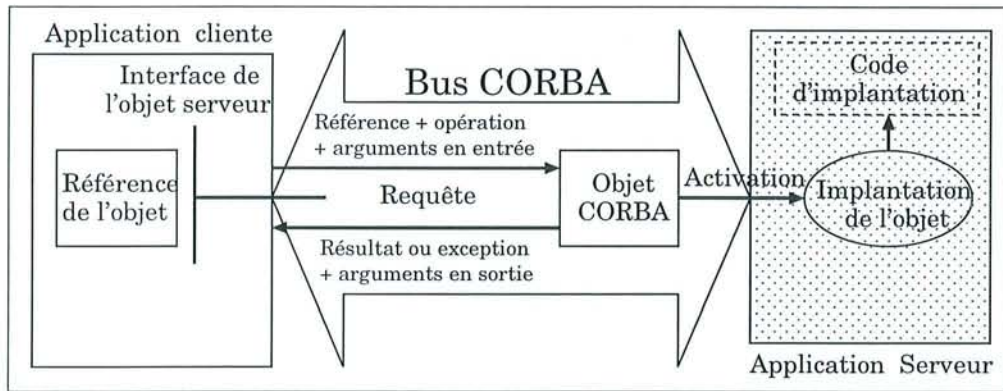 Application cliente
Interface de
l'objet serveur
Référence
de l'objet
Bus CORBA
Référence + opération
+ arguments en entrée
Requête
Résultat ou exception
+ arguments en sortie
Objet
CORBA
Activation
Code
d'implantation
Implantation
de l'objet
Application Serveur